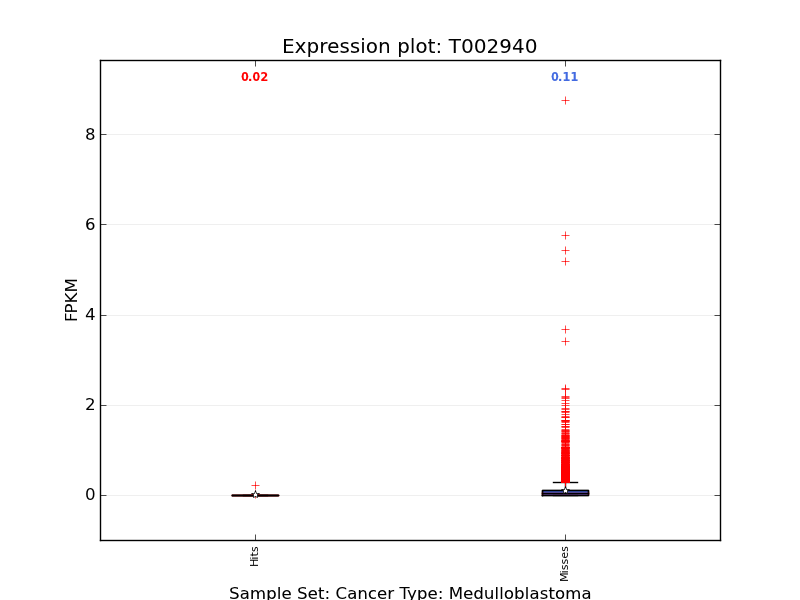 Expression plot: T002940
0.02 0.11
8
6
4
2
0
FPKM
Hits Misses
Sample Set: Cancer Type: Medulloblastoma